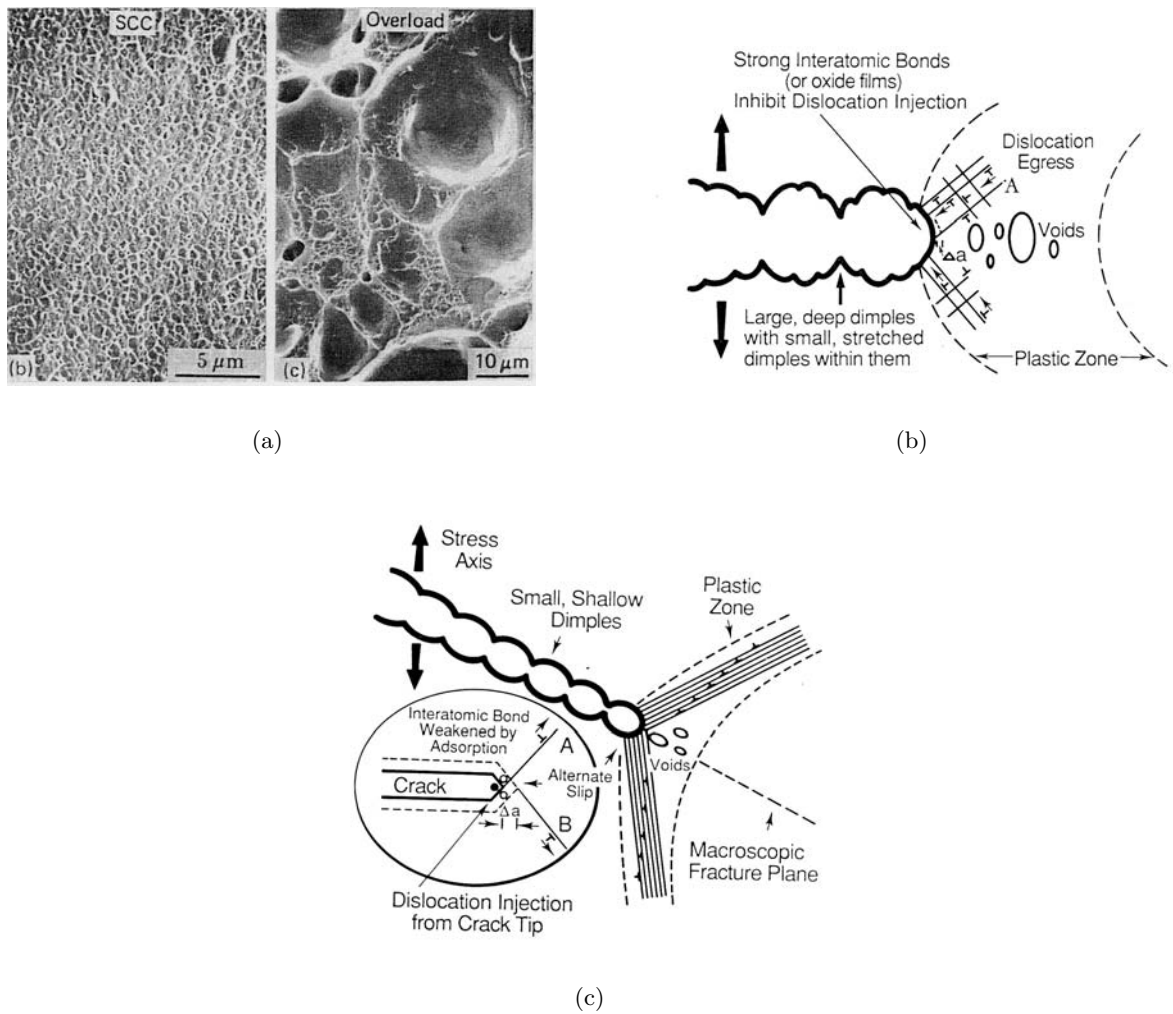 SCC
Overload
(b)
5 μm
(c)
10 μm
(a)
Strong Interatomic Bonds
(or oxide films)
Inhibit Dislocation Injection
Dislocation
Egress
A
Voids
Δa
Large, deep dimples
with small, stretched
dimples within them
Plastic Zone
(b)
Stress
Axis
Small, Shallow
Dimples
Plastic
Zone
Interatomic Bond
Weakened by
Adsorption
A
Crack
Alternate
Slip
Voids
Δa
B
Macroscopic
Fracture Plane
Dislocation Injection
from Crack Tip
(c)